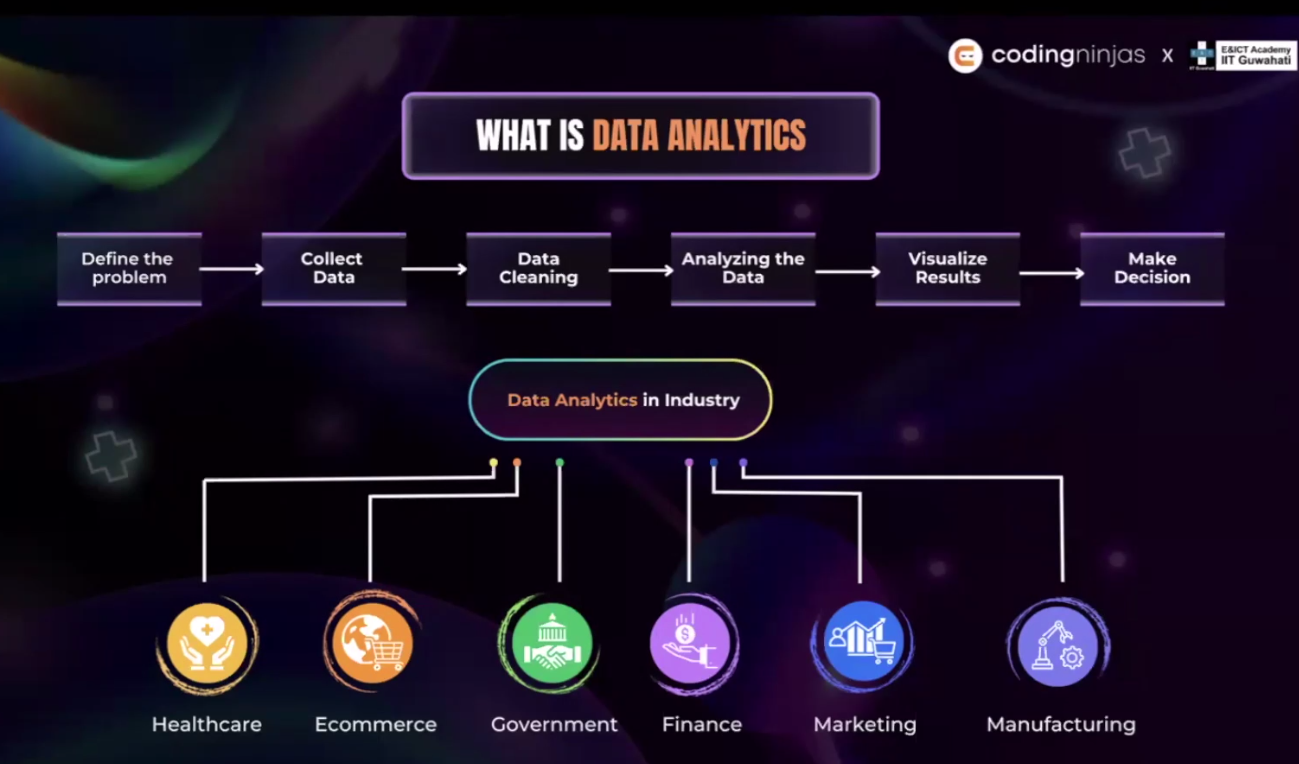 codingninjas X E&ICT Academy
IIT Guwahati
WHAT IS DATA ANALYTICS
Define the
problem
Collect
Data
Data
Cleaning
Analyzing the
Data
Visualize
Results
Make
Decision
Data Analytics in Industry
Healthcare
Ecommerce
Government
Finance
Marketing
Manufacturing